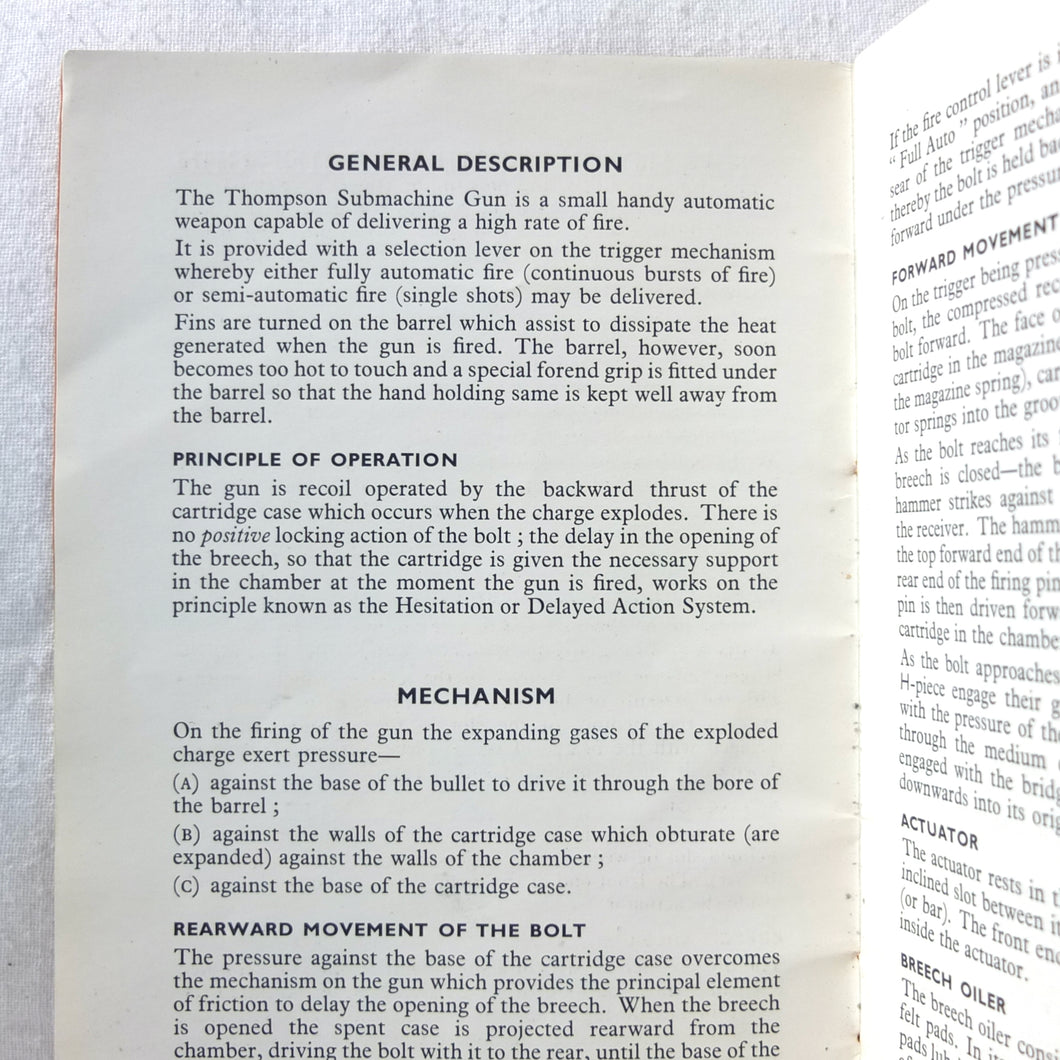 GENERAL DESCRIPTION
The Thompson Submachine Gun is a small handy automatic
weapon capable of delivering a high rate of fire.
It is provided with a selection lever on the trigger mechanism
whereby either fully automatic fire (continuous bursts of fire)
or semi-automatic fire (single shots) may be delivered.
Fins are turned on the barrel which assist to dissipate the heat
generated when the gun is fired. The barrel, however, soon
becomes too hot to touch and a special forend grip is fitted under
the barrel so that the hand holding same is kept well away from
the barrel.
PRINCIPLE OF OPERATION
The gun is recoil operated by the backward thrust of the
cartridge case which occurs when the charge explodes. There is
no positive locking action of the bolt ; the delay in the opening of
the breech, so that the cartridge is given the necessary support
in the chamber at the moment the gun is fired, works on the
principle known as the Hesitation or Delayed Action System.
MECHANISM
On the firing of the gun the expanding gases of the exploded
charge exert pressure—
(A) against the base of the bullet to drive it through the bore of
the barrel ;
(B) against the walls of the cartridge case which obturate (are
expanded) against the walls of the chamber ;
(C) against the base of the cartridge case.
REARWARD MOVEMENT OF THE BOLT
The pressure against the base of the cartridge case overcomes
the mechanism on the gun which provides the principal element
of friction to delay the opening of the breech. When the breech
is opened the spent case is projected rearward from the
chamber, driving the bolt with it to the rear, until the base of the
If the fire control lever is
" Full Auto " position,
sear of the trigger
thereby the bolt is held
forward under the
FORWARD MOVEMENT
On the trigger being
bolt, the compressed
bolt forward. The face
cartridge in the magazine
the magazine spring),
tor springs into the
As the bolt reaches its
breech is closed—the
hammer strikes against
the receiver. The
the top forward end of
rear end of the firing pin
pin is then driven
cartridge in the
As the bolt approaches
H-piece engage their
with the pressure of
through the medium
engaged with the
downwards into its
ACTUATOR
The actuator rests in
inclined slot between
(or bar). The front
inside the actuator.
BREECH OILER
The breech oiler
felt pads. In
pads